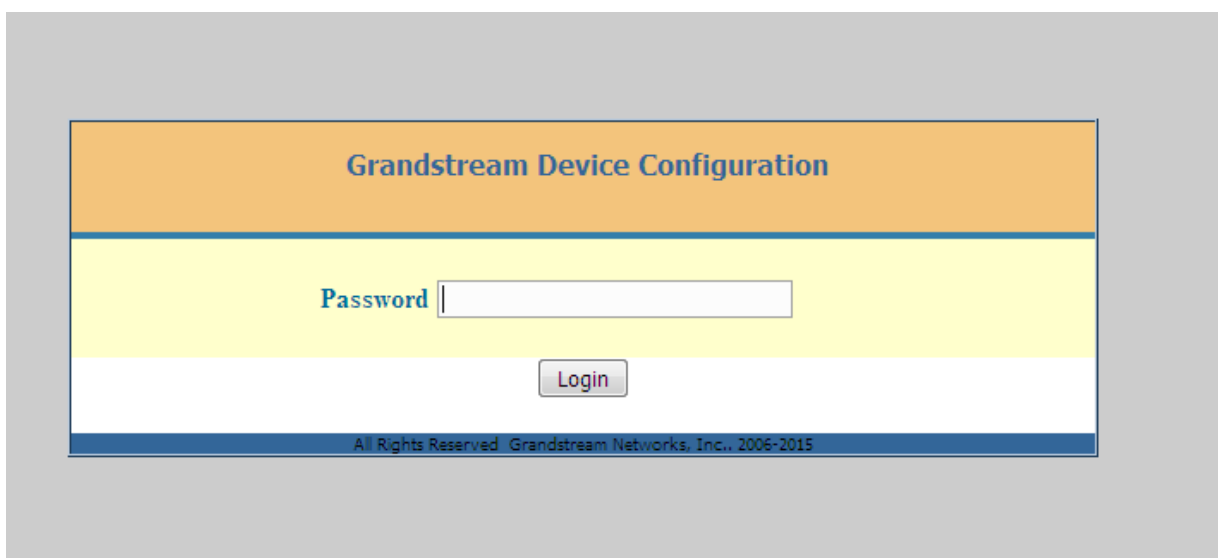 Grandstream Device Configuration
Password
Login
All Rights Reserved Grandstream Networks, Inc.. 2006-2015